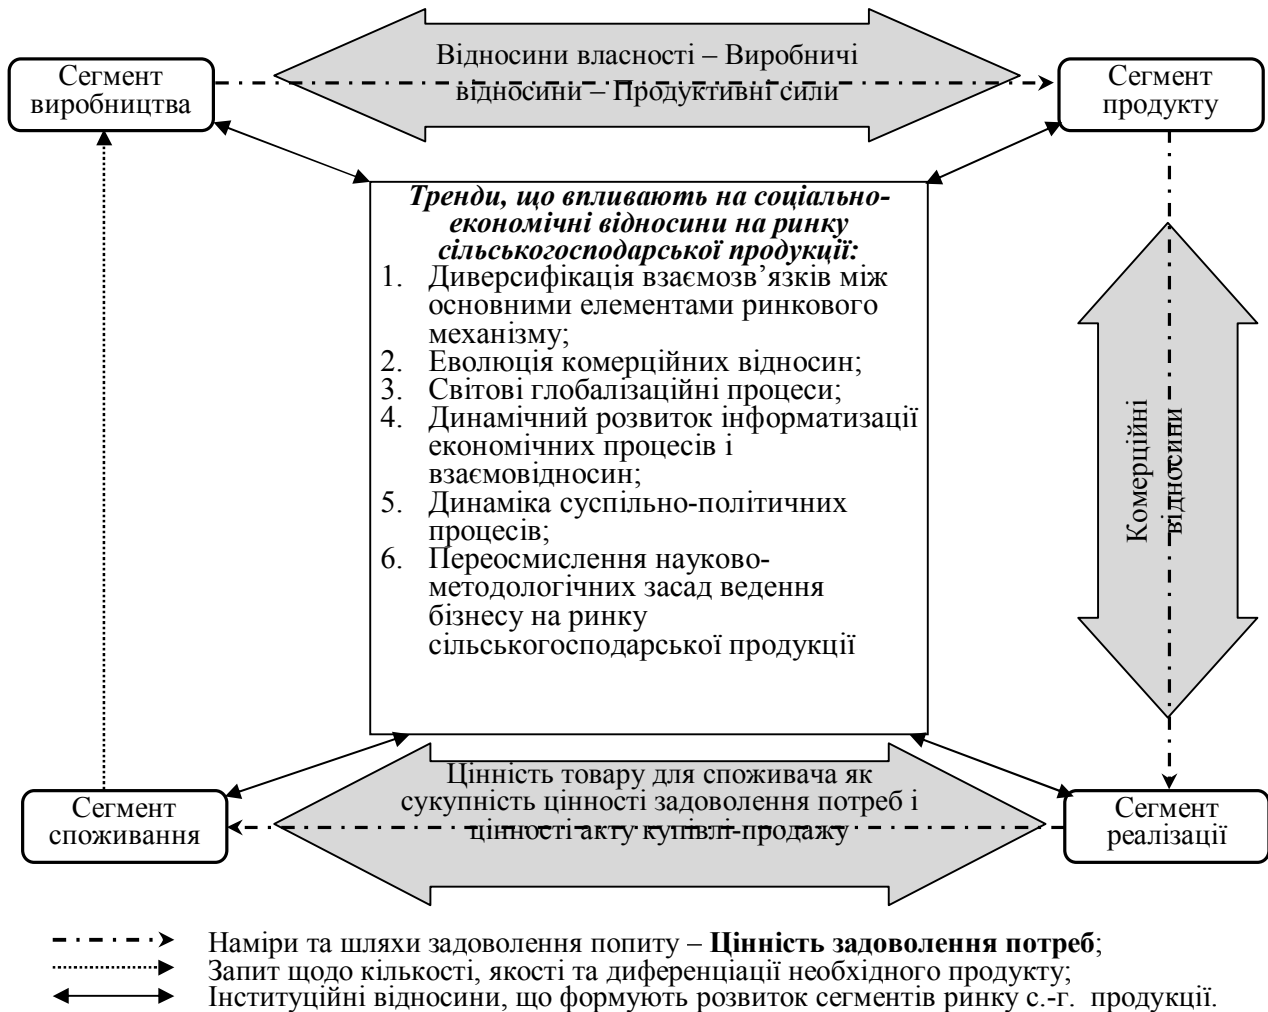 Відносини власності – Виробничі
відносини – Продуктивні сили
Сегмент
виробництва
Сегмент
продукту
Тренди, що впливають на соціально-
економічні відносини на ринку
сільськогосподарської продукції:
1. Диверсифікація взаємозв’язків між
основними елементами ринкового
механізму;
2. Еволюція комерційних відносин;
3. Світові глобалізаційні процеси;
4. Динамічний розвиток інформатизації
економічних процесів і
взаємовідносин;
5. Динаміка суспільно-політичних
процесів;
6. Переосмислення науково-
методологічних засад ведення
бізнесу на ринку
сільськогосподарської продукції
Комерційні
відносини
Цінність товару для споживача як
сукупність цінності задоволення потреб і
цінності акту купівлі-продажу
Сегмент
споживання
Сегмент
реалізації
Наміри та шляхи задоволення попиту – Цінність задоволення потреб;
Запит щодо кількості, якості та диференціації необхідного продукту;
Інституційні відносини, що формують розвиток сегментів ринку с.-г. продукції.